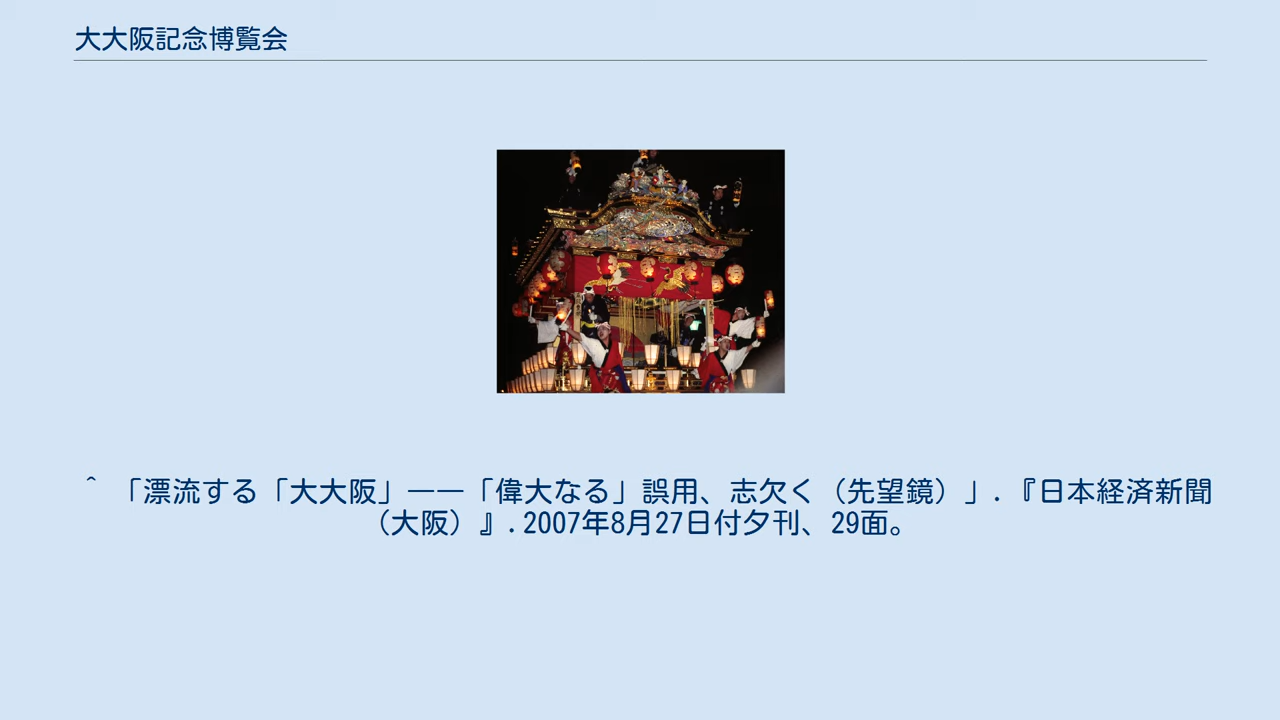 大大阪記念博覧会
^ 「漂流する「大大阪」――「偉大なる」誤用、志欠く（先望鏡）」. 『日本経済新聞
（大阪）』. 2007年8月27日付夕刊、29面。